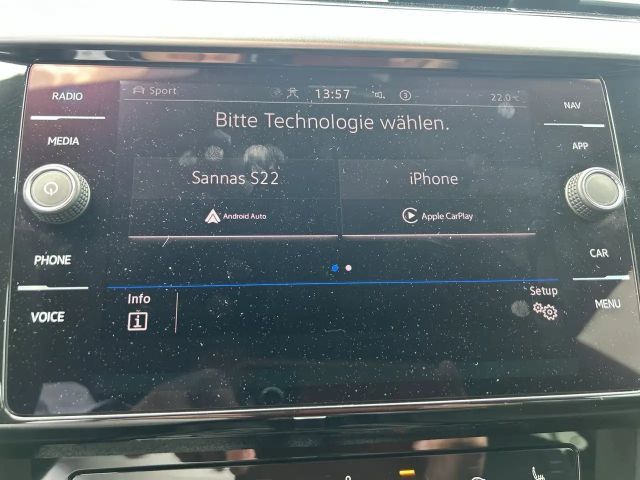 RADIO
MEDIA
PHONE
VOICE
Sport 13:57 3 22.0°C
Bitte Technologie wählen.
Sannas S22
Android Auto
iPhone
Apple CarPlay
Info
i
Setup
NAV
APP
CAR
MENU